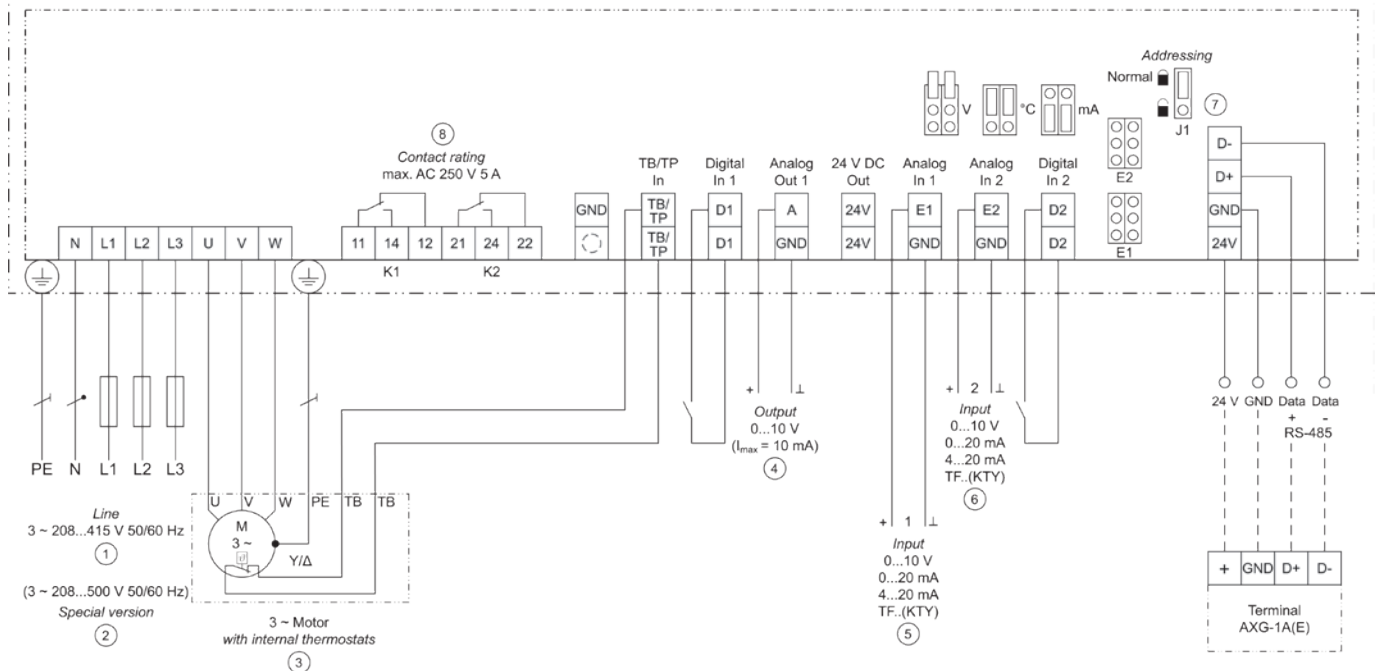 Addressing
Normal
V
°C
mA
J1
7
8
Contact rating
max. AC 250 V 5 A
TB/TP
In
Digital
In 1
Analog
Out 1
24 V DC
Out
Analog
In 1
Analog
In 2
Digital
In 2
E2
E1
D-
D+
GND
24V
N
L1
L2
L3
U
V
W
11
14
12
21
24
22
K1
K2
GND
TB/
TP
TB/
TP
D1
D1
A
GND
24V
24V
E1
GND
E2
GND
D2
D2
PE
N
L1
L2
L3
Line
3 ~ 208...415 V 50/60 Hz
1
(3 ~ 208...500 V 50/60 Hz)
Special version
2
U
V
W
PE
TB
TB
M
3 ~
Y/Δ
ϑ
3 ~ Motor
with internal thermostats
3
+
⊥
Output
0...10 V
(Imax = 10 mA)
4
+ 1 ⊥
Input
0...10 V
0...20 mA
4...20 mA
TF..(KTY)
5
+ 2 ⊥
Input
0...10 V
0...20 mA
4...20 mA
TF..(KTY)
6
24 V GND Data Data
+ -
RS-485
+ GND D+ D-
Terminal
AXG-1A(E)